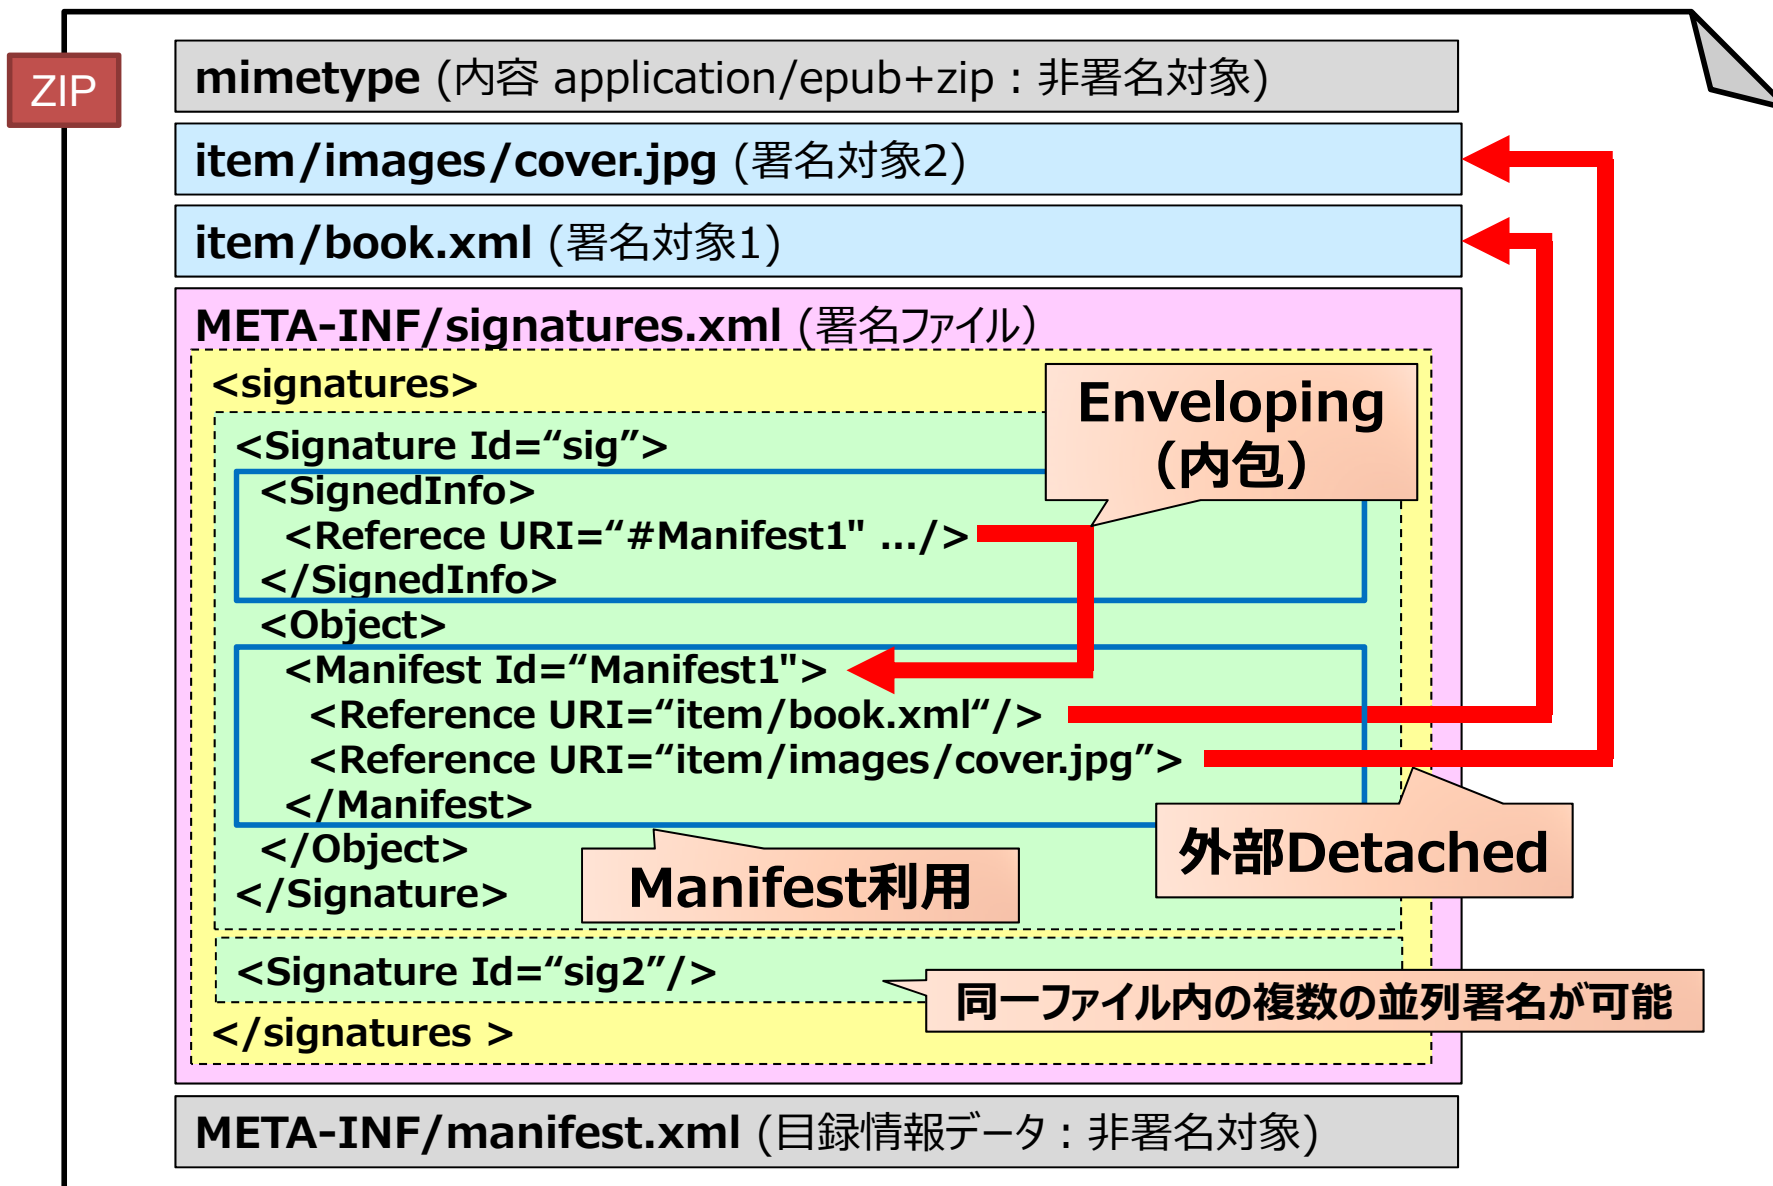 ZIP
mimetype (内容 application/epub+zip：非署名対象)
item/images/cover.jpg (署名対象2)
item/book.xml (署名対象1)
META-INF/signatures.xml (署名ファイル）
<signatures>
Enveloping
（内包）
<Signature Id=“sig”>
<SignedInfo>
<Referece URI=“#Manifest1" …/>
</SignedInfo>
<Object>
<Manifest Id=“Manifest1">
<Reference URI=“item/book.xml“/>
<Reference URI=“item/images/cover.jpg”>
</Manifest>
外部Detached
</Object>
Manifest利用
</Signature>
<Signature Id=“sig2”/>
同一ファイル内の複数の並列署名が可能
</signatures >
META-INF/manifest.xml (目録情報データ：非署名対象)